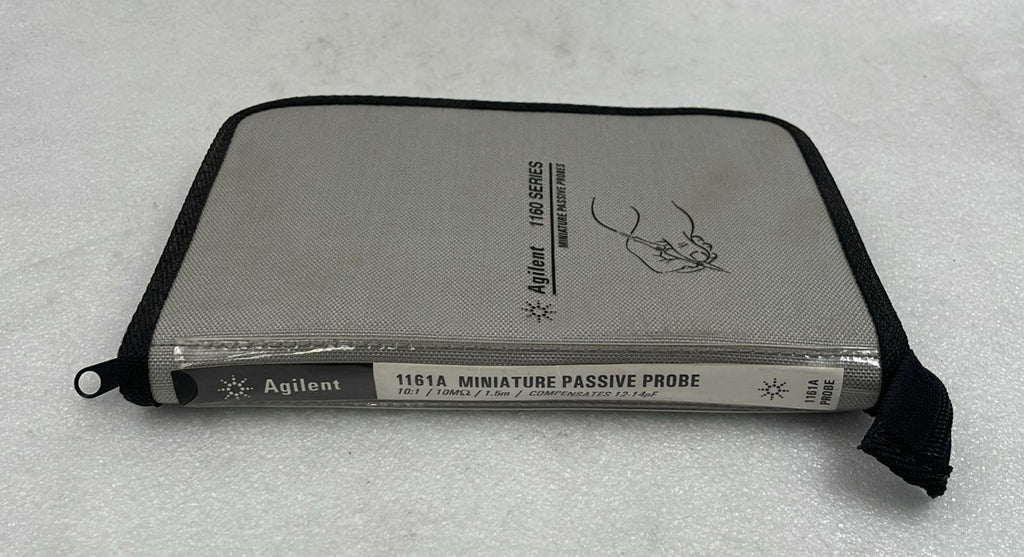 Agilent 1160 SERIES
MINIATURE PASSIVE PROBES
Agilent
1161A MINIATURE PASSIVE PROBE
10:1 / 10MΩ / 1.5m / COMPENSATES 12-14pF
1161A
PROBE